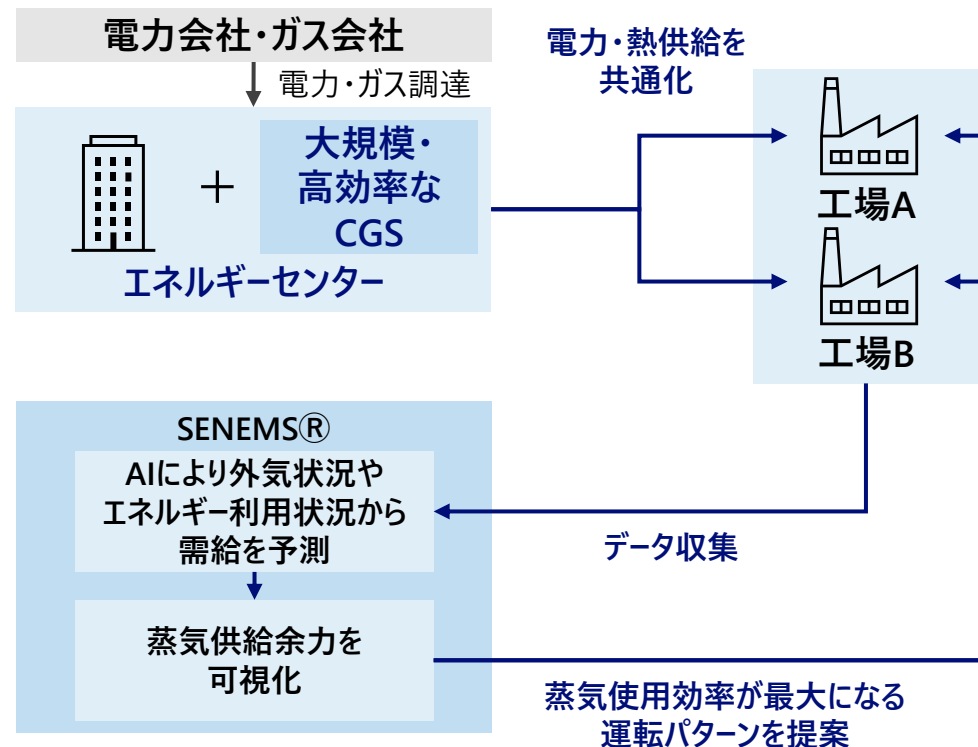 電力会社・ガス会社
電力・ガス調達
電力・熱供給を
共通化
大規模・
高効率な
CGS
+
エネルギーセンター
工場A
工場B
SENEMS®
AIにより外気状況や
エネルギー利用状況から
需給を予測
データ収集
蒸気供給余力を
可視化
蒸気使用効率が最大になる
運転パターンを提案